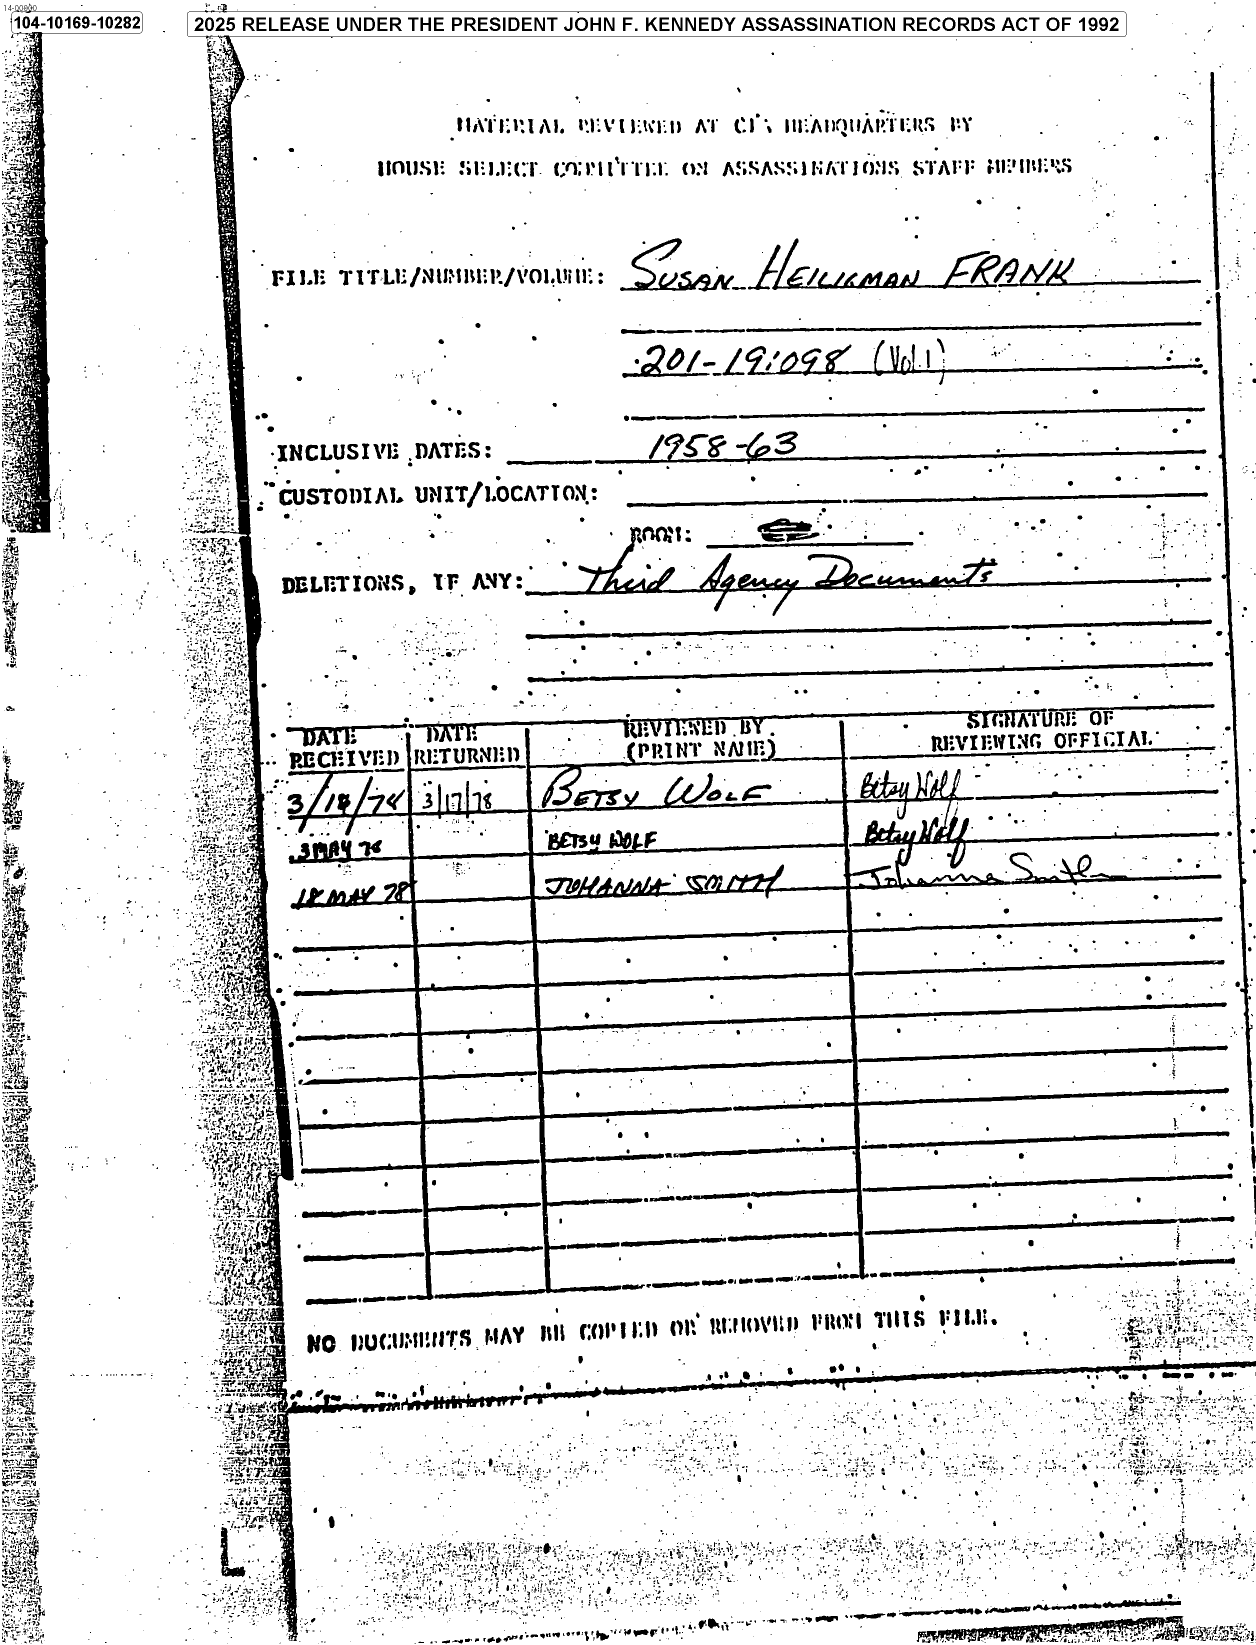 14-00000
104-10169-10282
2025 RELEASE UNDER THE PRESIDENT JOHN F. KENNEDY ASSASSINATION RECORDS ACT OF 1992
MATERIAL REVIEWED AT CIA HEADQUARTERS BY
HOUSE SELECT COMMITTEE ON ASSASSINATIONS STAFF MEMBERS
FILE TITLE/NUMBER/VOLUME: SUSAN HEILIGMAN FRANK
201-191098 (Vol. 1)
INCLUSIVE DATES: 1958-63
CUSTODIAL UNIT/LOCATION:
ROOM:
DELETIONS, IF ANY: Third Agency Documents
DATE RECEIVED DATE RETURNED REVIEWED BY (PRINT NAME) SIGNATURE OF REVIEWING OFFICIAL
3/ /78 3/17/78 BETSY WOLF Betsy Wolf
3 MAY 78 BETSY WOLF Betsy Wolf
18 MAY 78 JOHANNA SMITH Johanna Smith
NO DOCUMENTS MAY BE COPIED OR REMOVED FROM THIS FILE.